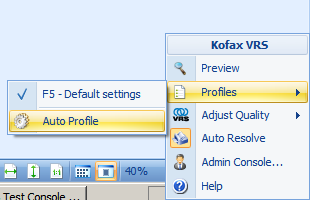 Kofax VRS
Preview
Profiles
F5 - Default settings
Auto Profile
Adjust Quality
Auto Resolve
Admin Console...
Help
VRS
40%
Test Console ...